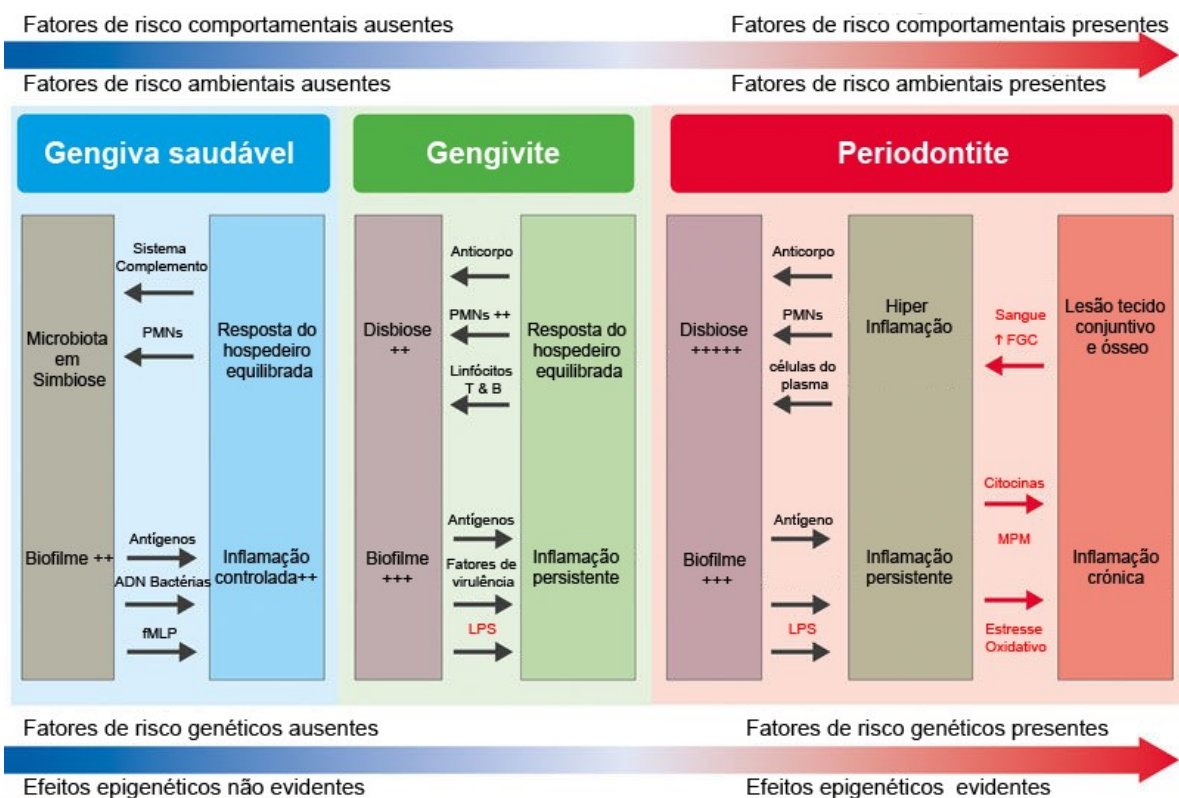 Fatores de risco comportamentais ausentes
Fatores de risco comportamentais presentes
Fatores de risco ambientais ausentes
Fatores de risco ambientais presentes
Gengiva saudável
Microbiota
em
Simbiose
Biofilme ++
Sistema
Complemento
PMNs
Antígenos
ADN Bactérias
fMLP
Resposta do
hospedeiro
equilibrada
Inflamação
controlada++
Gengivite
Disbiose
++
Biofilme
+++
Anticorpo
PMNs ++
Linfócitos
T & B
Antígenos
Fatores de
virulência
LPS
Resposta do
hospedeiro
equilibrada
Inflamação
persistente
Periodontite
Disbiose
+++++
Biofilme
+++
Anticorpo
PMNs
células do
plasma
Antígeno
LPS
Hiper
Inflamação
Inflamação
persistente
Sangue
↑ FGC
Citocinas
MPM
Estresse
Oxidativo
Lesão tecido
conjuntivo
e ósseo
Inflamação
crónica
Fatores de risco genéticos ausentes
Fatores de risco genéticos presentes
Efeitos epigenéticos não evidentes
Efeitos epigenéticos evidentes